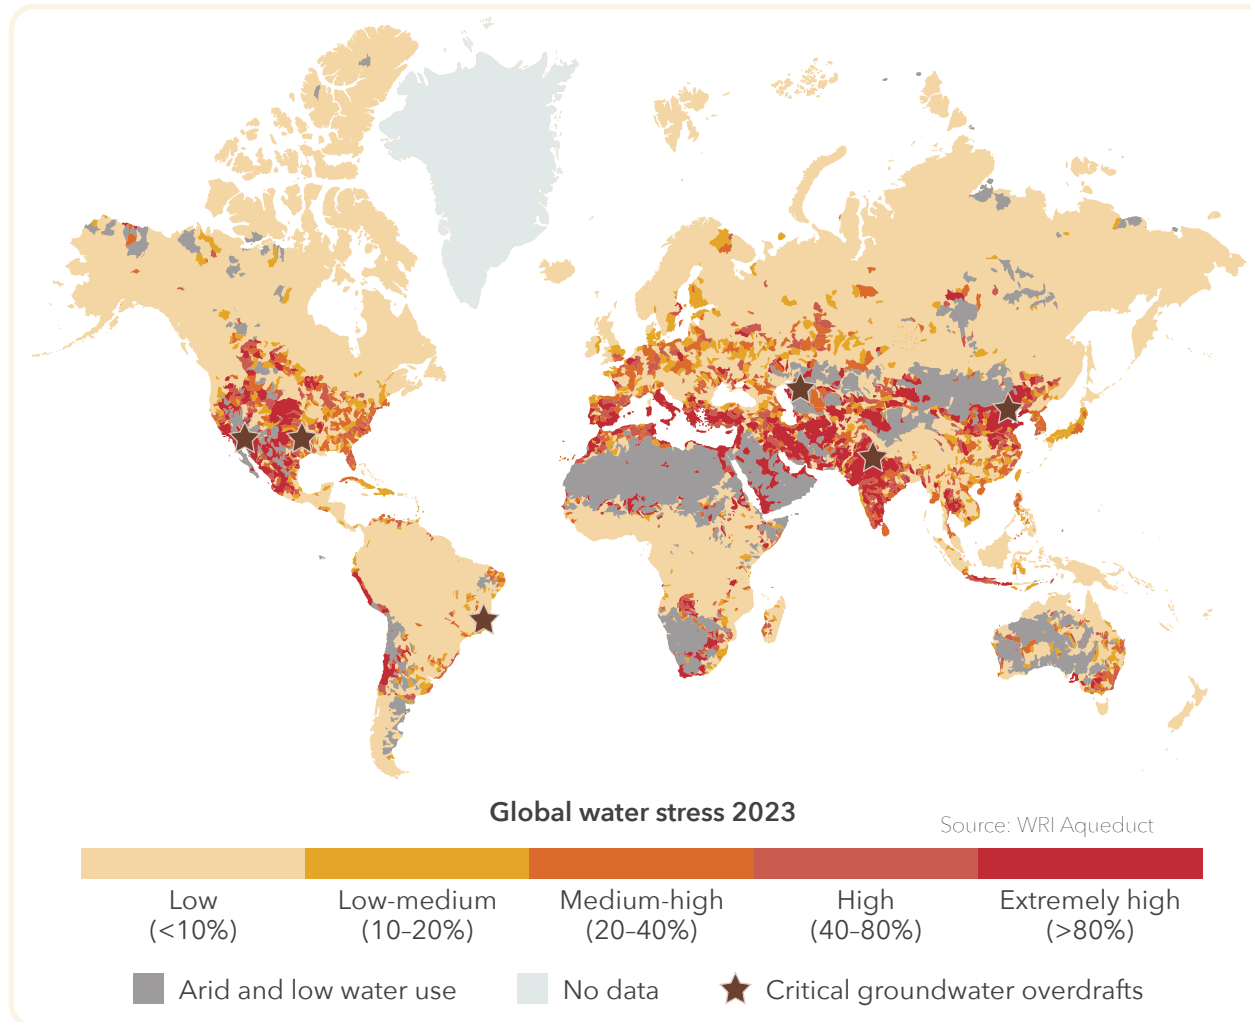 Global water stress 2023
Source: WRI Aqueduct
Low
(<10%)
Low-medium
(10–20%)
Medium-high
(20–40%)
High
(40–80%)
Extremely high
(>80%)
Arid and low water use
No data
Critical groundwater overdrafts